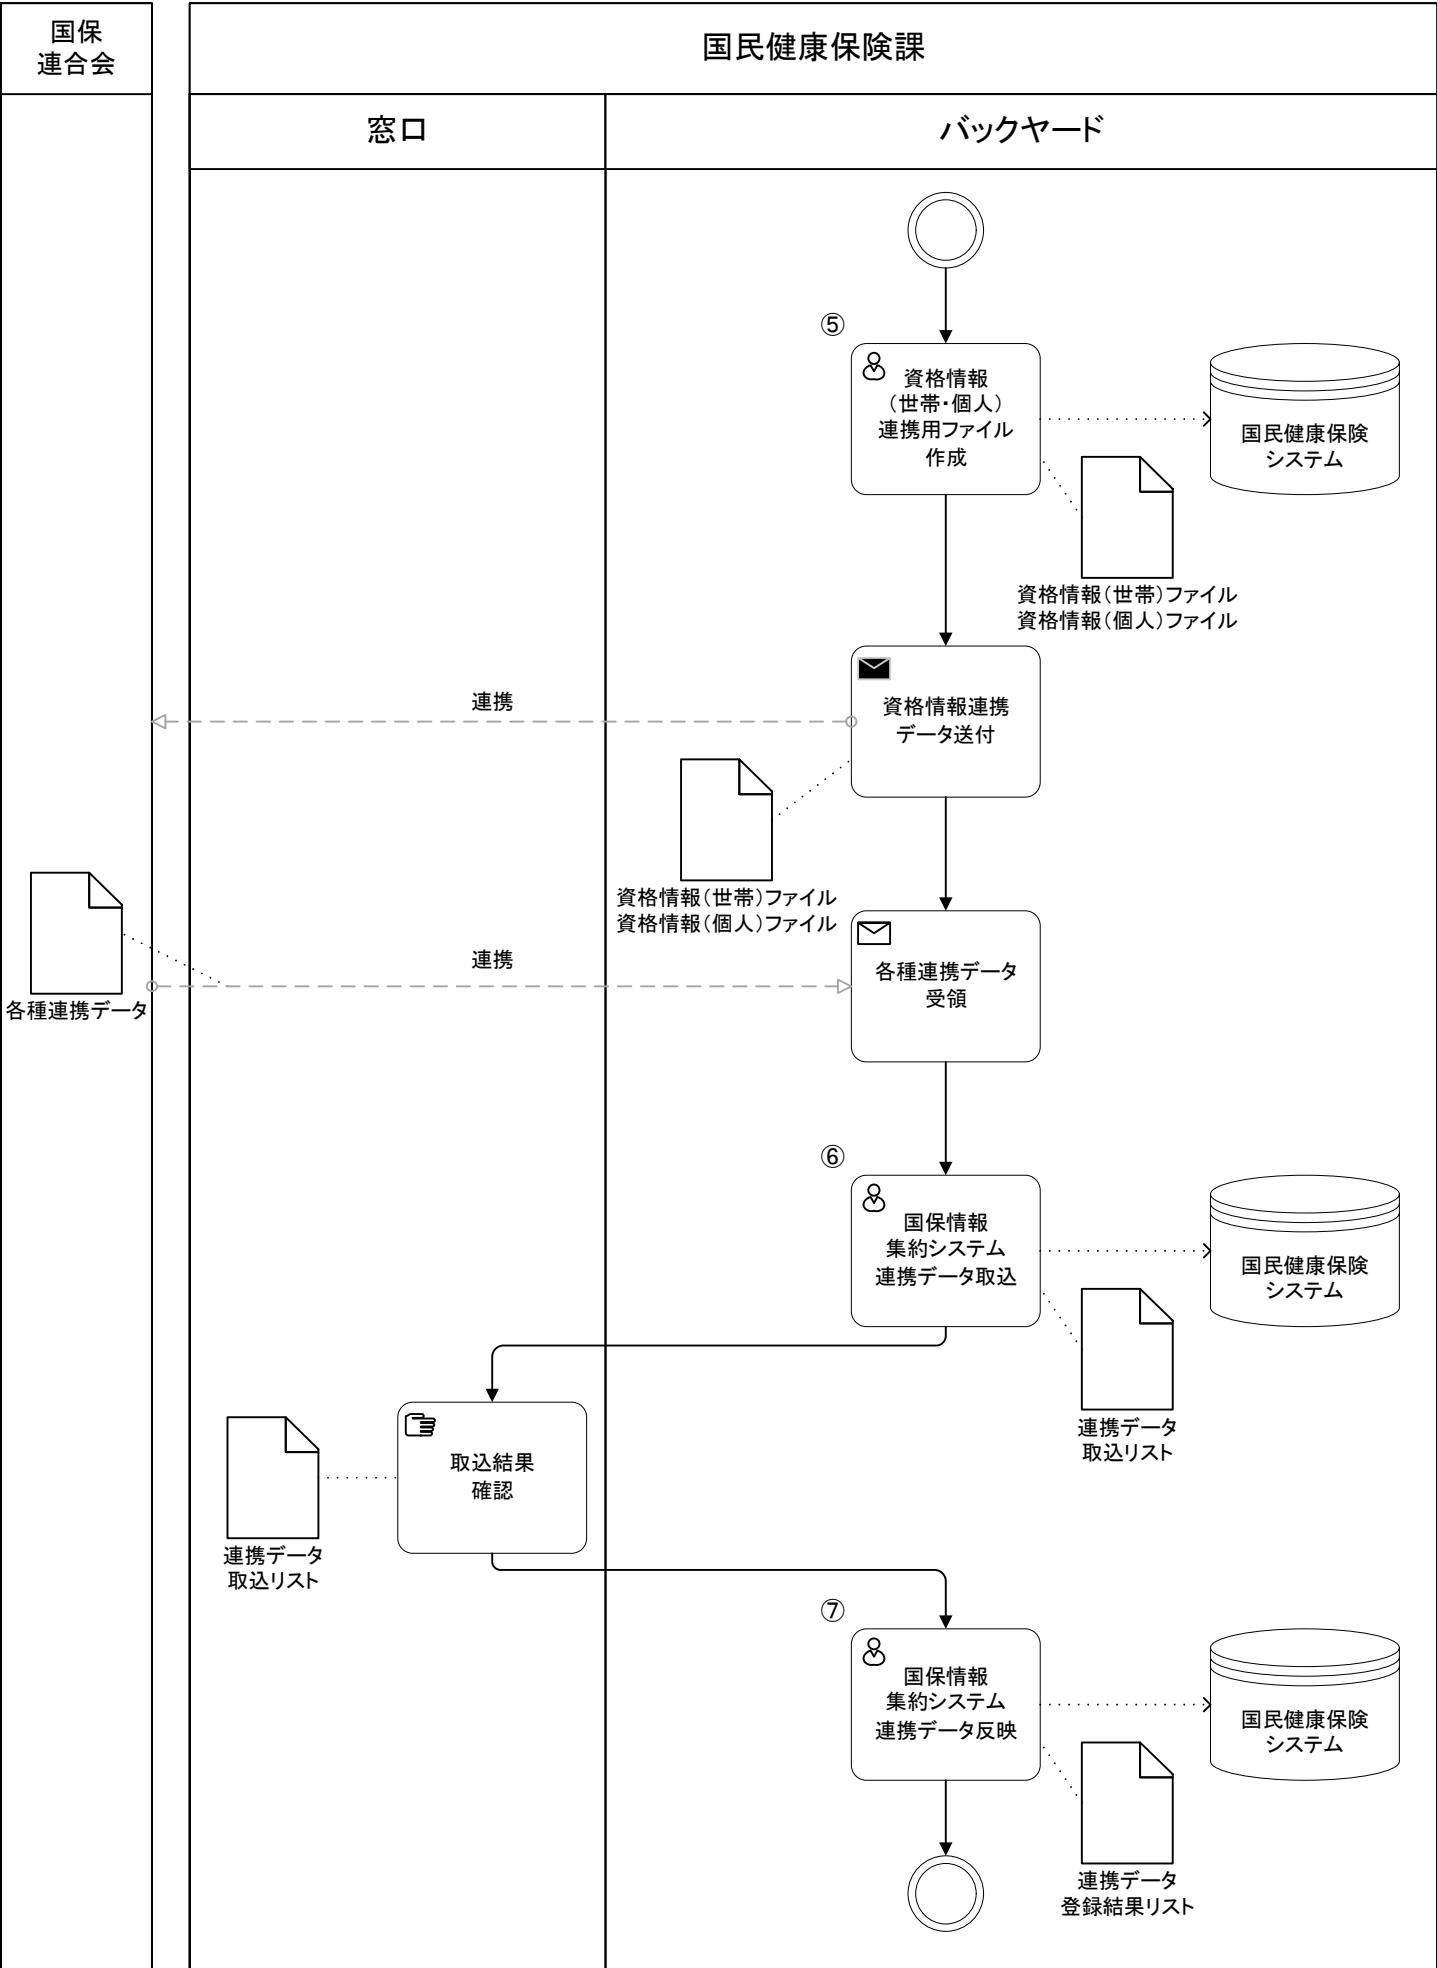 国保
連合会
国民健康保険課
窓口
バックヤード
⑤
資格情報
（世帯・個人）
連携用ファイル
作成
国民健康保険
システム
資格情報（世帯）ファイル
資格情報（個人）ファイル
連携
資格情報連携
データ送付
資格情報（世帯）ファイル
資格情報（個人）ファイル
各種連携データ
連携
各種連携データ
受領
⑥
国保情報
集約システム
連携データ取込
国民健康保険
システム
連携データ
取込リスト
取込結果
確認
連携データ
取込リスト
⑦
国保情報
集約システム
連携データ反映
国民健康保険
システム
連携データ
登録結果リスト